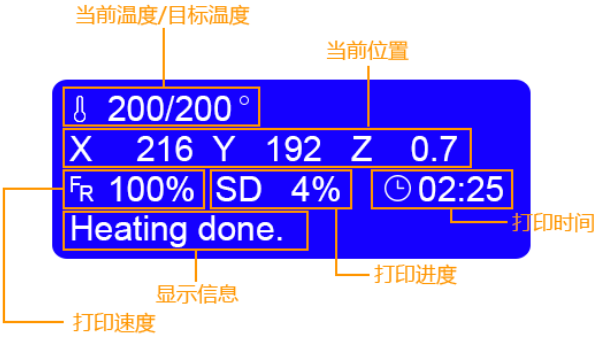 当前温度/目标温度
当前位置
200/200 °
X 216 Y 192 Z 0.7
FR 100% SD 4% 02:25
Heating done.
打印时间
打印进度
显示信息
打印速度